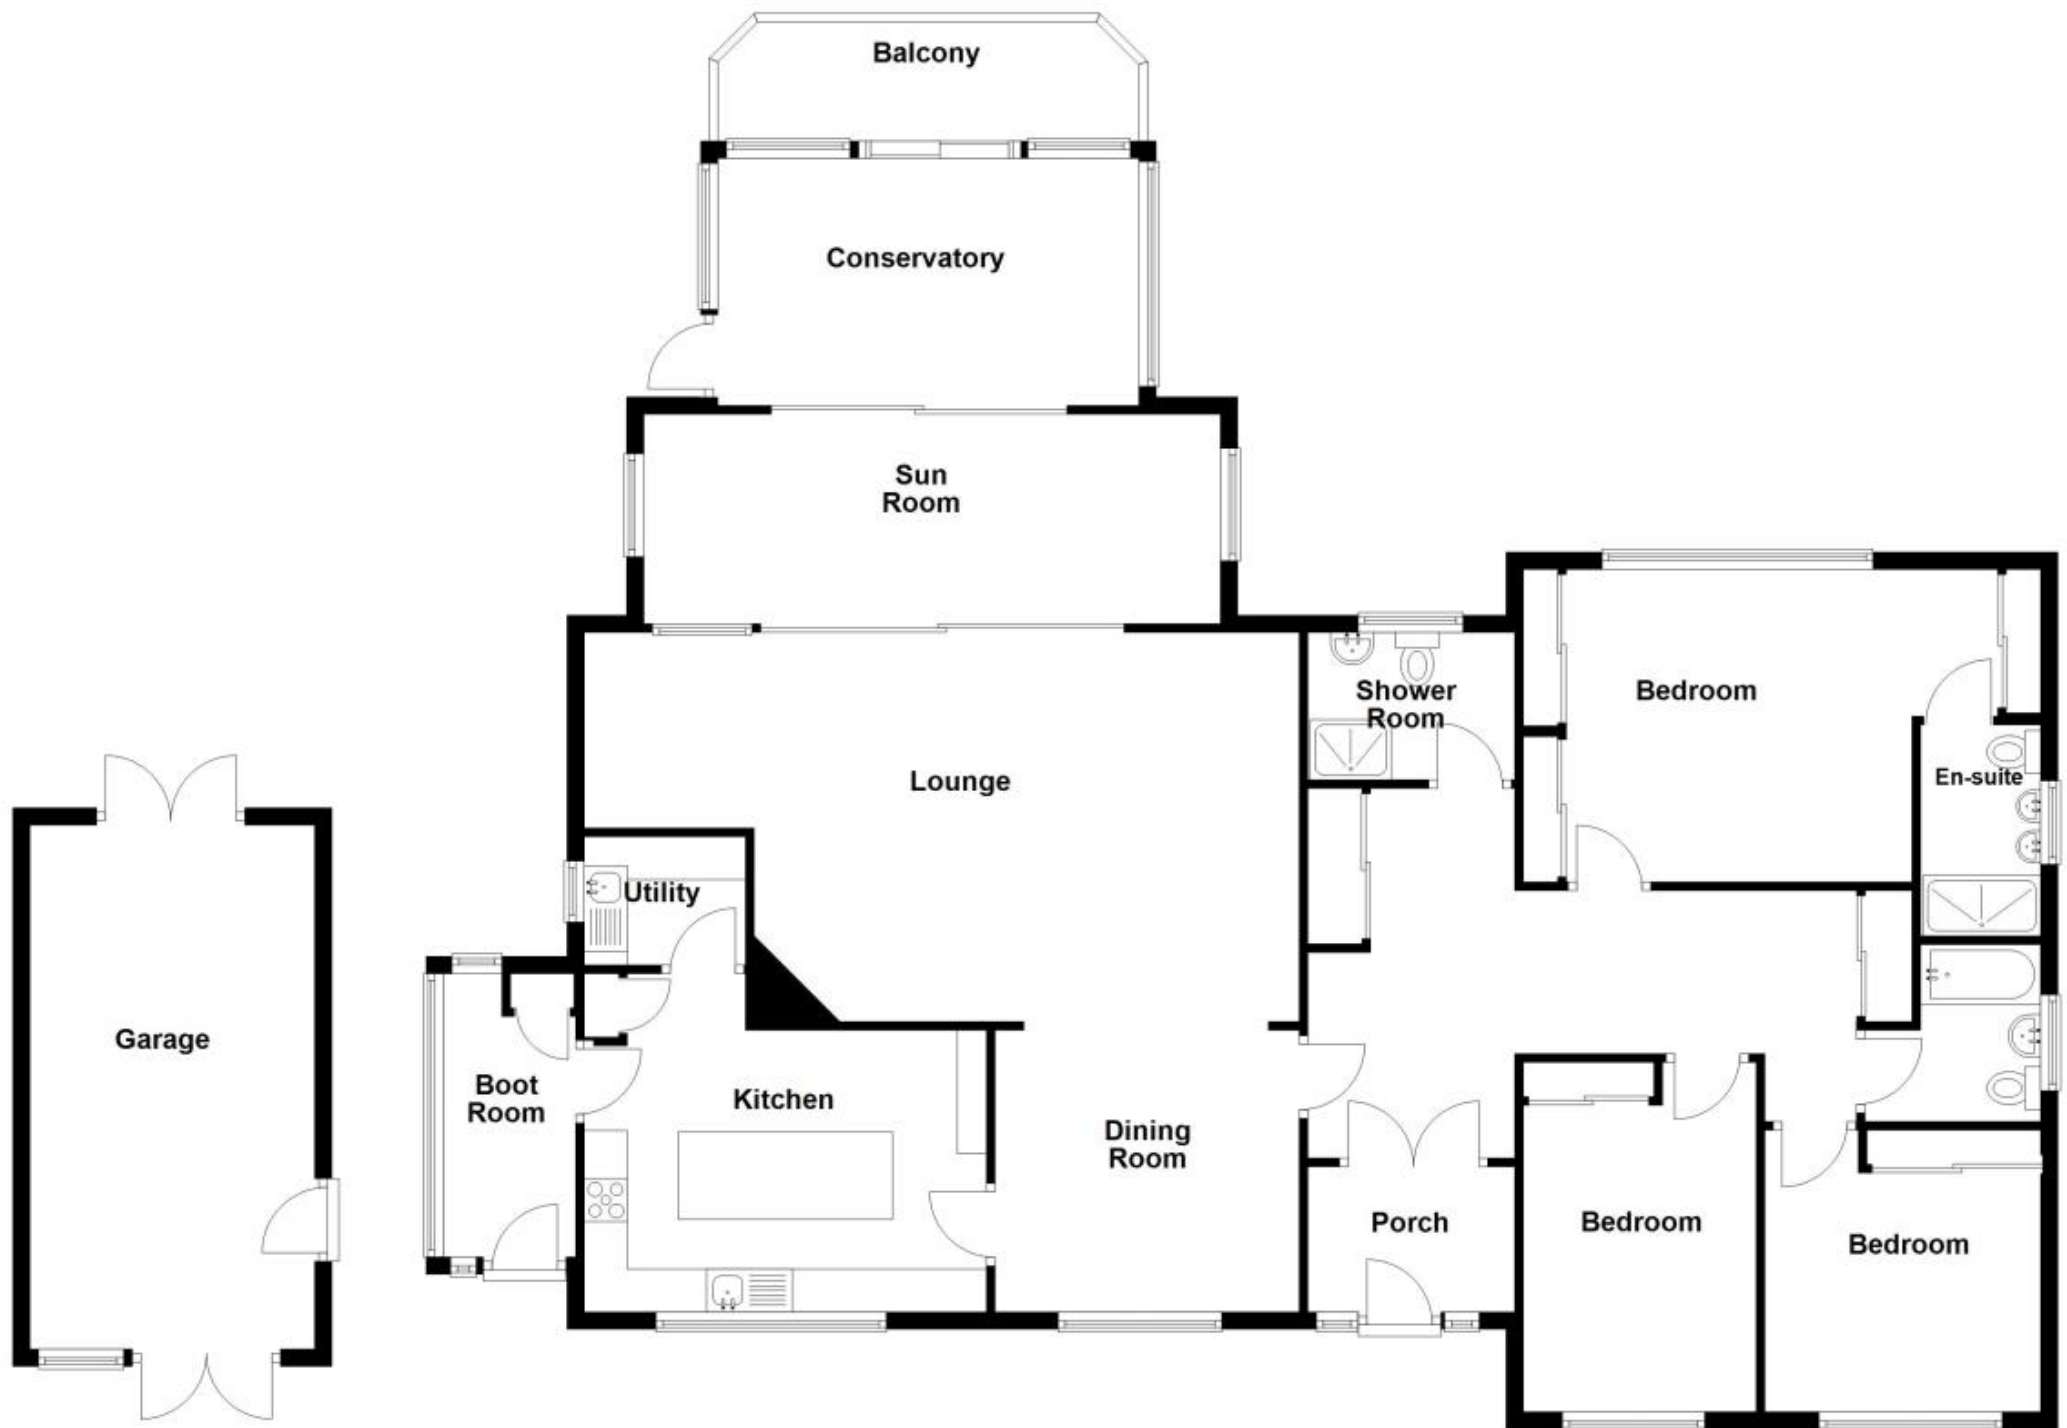 Balcony
Conservatory
Sun
Room
Bedroom
Shower
Room
Lounge
En-suite
Utility
Garage
Boot
Room
Kitchen
Dining
Room
Porch
Bedroom
Bedroom